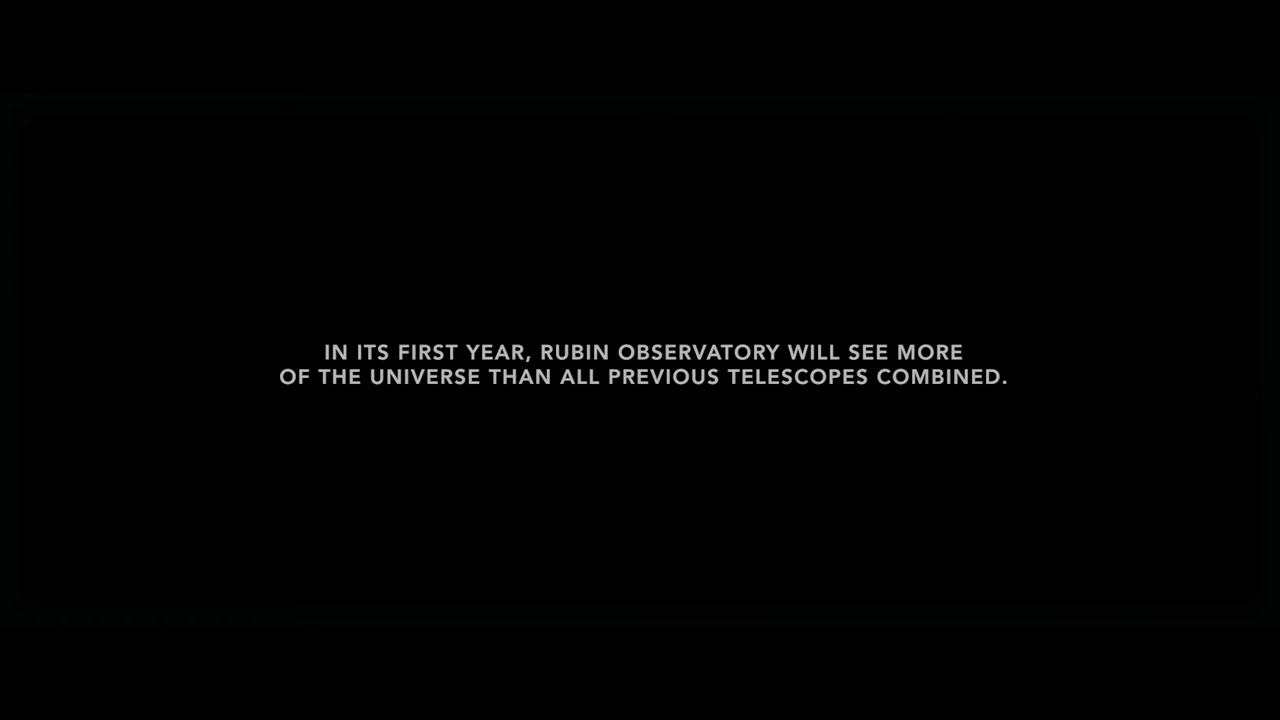 IN ITS FIRST YEAR, RUBIN OBSERVATORY WILL SEE MORE
OF THE UNIVERSE THAN ALL PREVIOUS TELESCOPES COMBINED.